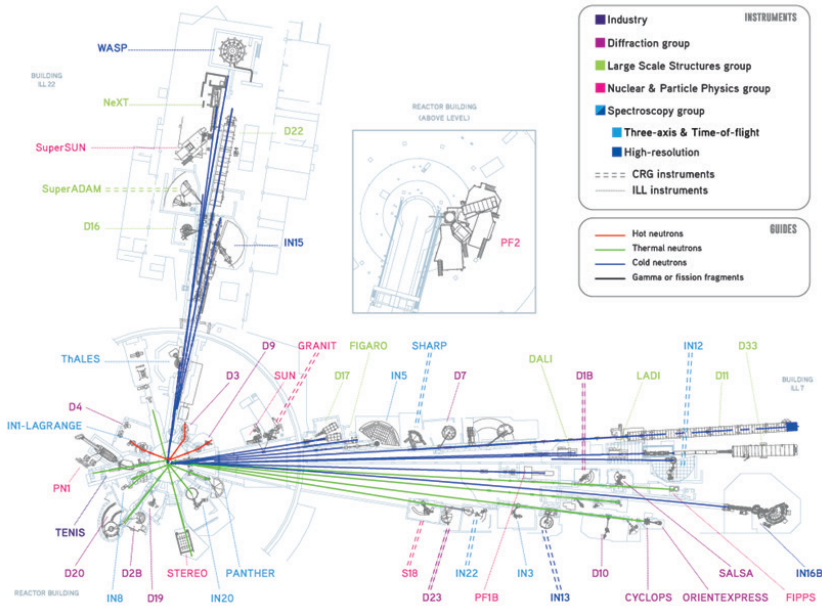 WASP
BUILDING
ILL 22
NeXT
SuperSUN
D22
SuperADAM
D16
IN15
REACTOR BUILDING
(ABOVE LEVEL)
PF2
INSTRUMENTS
Industry
Diffraction group
Large Scale Structures group
Nuclear & Particle Physics group
Spectroscopy group
Three-axis & Time-of-flight
High-resolution
CRG instruments
ILL instruments
GUIDES
Hot neutrons
Thermal neutrons
Cold neutrons
Gamma or fission fragments
ThALES
D9
GRANIT
FIGARO
SHARP
IN12
D3
SUN
D17
IN5
D7
DALI
D1B
LADI
D11
D33
BUILDING
ILL 7
D4
IN1-LAGRANGE
PN1
TENIS
D20
D2B
STEREO
PANTHER
S18
IN22
IN3
D10
SALSA
IN16B
REACTOR BUILDING
IN8
D19
IN20
D23
PF1B
IN13
CYCLOPS
ORIENTEXPRESS
FIPPS